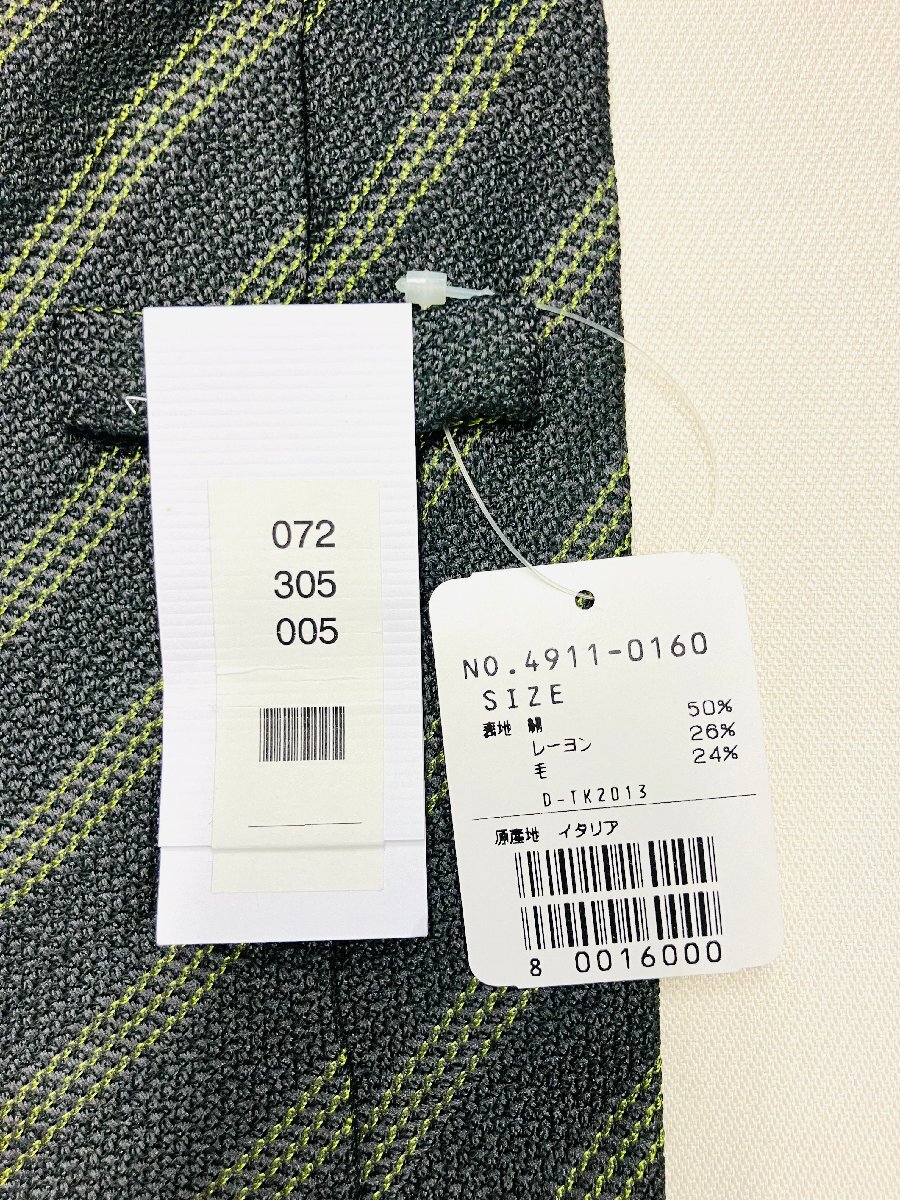 072
305
005
NO.4911-0160
SIZE
表地 絹 50%
レーヨン 26%
毛 24%
D-TK2013
原産地 イタリア
8 0016000